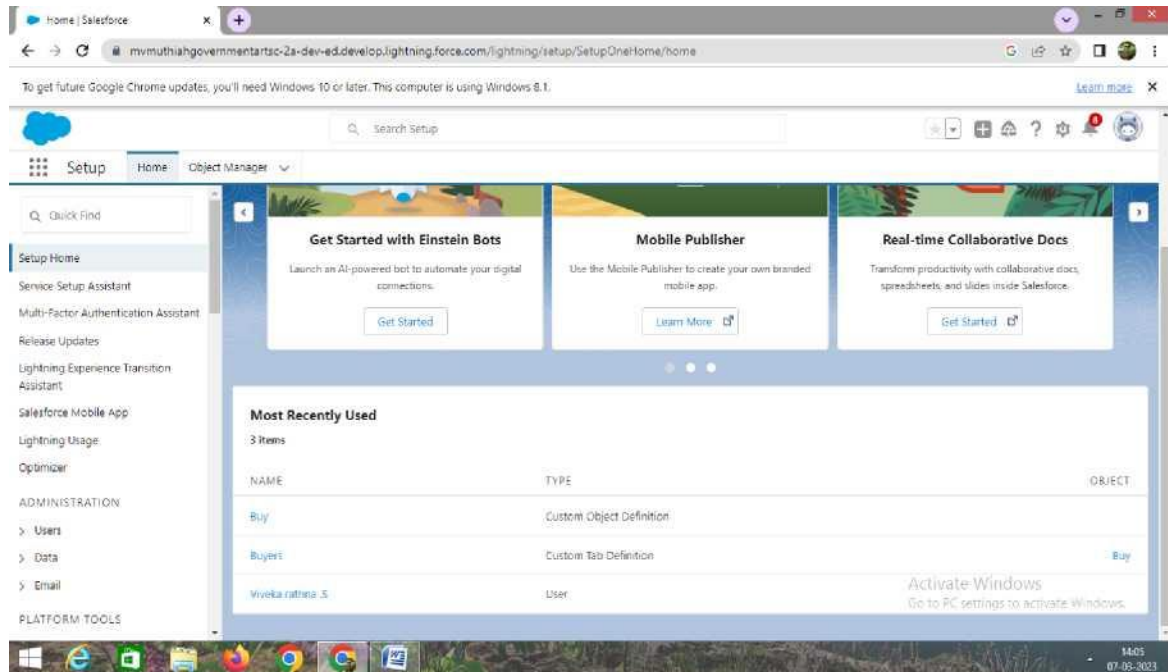 Home | Salesforce
mvmuthiahgovernmentartsc-2a-dev-ed.develop.lightning.force.com/lightning/setup/SetupOneHome/home
To get future Google Chrome updates, you'll need Windows 10 or later. This computer is using Windows 8.1.
Learn more
Search Setup
8
Setup
Home
Object Manager
Quick Find
Setup Home
Service Setup Assistant
Multi-Factor Authentication Assistant
Release Updates
Lightning Experience Transition
Assistant
Salesforce Mobile App
Lightning Usage
Optimizer
ADMINISTRATION
Users
Data
Email
PLATFORM TOOLS
Get Started with Einstein Bots
Launch an AI-powered bot to automate your digital
connections.
Get Started
Mobile Publisher
Use the Mobile Publisher to create your own branded
mobile app.
Learn More
Real-time Collaborative Docs
Transform productivity with collaborative docs,
spreadsheets, and slides inside Salesforce.
Get Started
Most Recently Used
3 items
NAME TYPE OBJECT
Buy Custom Object Definition
Buyers Custom Tab Definition Buy
Viveka rathna .S User
Activate Windows
Go to PC settings to activate Windows.
14:05
07-03-2023